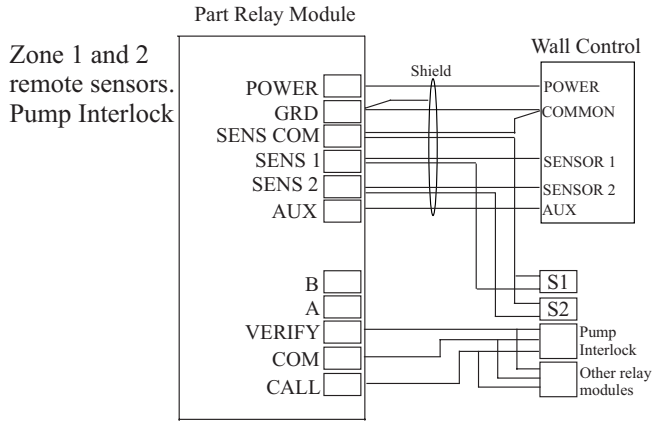 Part Relay Module
Zone 1 and 2
remote sensors.
Pump Interlock
Wall Control
Shield
POWER
GRD
SENS COM
SENS 1
SENS 2
AUX
POWER
COMMON
SENSOR 1
SENSOR 2
AUX
B
A
VERIFY
COM
CALL
S1
S2
Pump
Interlock
Other relay
modules